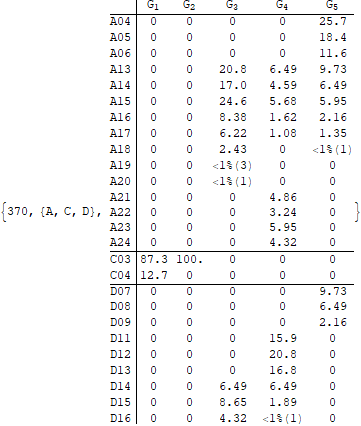 G1 G2 G3 G4 G5
A04 0 0 0 0 25.7
A05 0 0 0 0 18.4
A06 0 0 0 0 11.6
A13 0 0 20.8 6.49 9.73
A14 0 0 17.0 4.59 6.49
A15 0 0 24.6 5.68 5.95
A16 0 0 8.38 1.62 2.16
A17 0 0 6.22 1.08 1.35
A18 0 0 2.43 0 <1%(1)
A19 0 0 <1%(3) 0 0
A20 0 0 <1%(1) 0 0
A21 0 0 0 4.86 0
{370, {A, C, D}, A22 0 0 0 3.24 0 }
A23 0 0 0 5.95 0
A24 0 0 0 4.32 0
C03 87.3 100. 0 0 0
C04 12.7 0 0 0 0
D07 0 0 0 0 9.73
D08 0 0 0 0 6.49
D09 0 0 0 0 2.16
D11 0 0 0 15.9 0
D12 0 0 0 20.8 0
D13 0 0 0 16.8 0
D14 0 0 6.49 6.49 0
D15 0 0 8.65 1.89 0
D16 0 0 4.32 <1%(1) 0